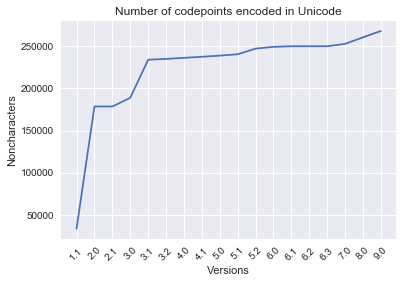 Number of codepoints encoded in Unicode
Noncharacters
250000
200000
150000
100000
50000
1.1 2.0 2.1 3.0 3.1 3.2 4.0 4.1 5.0 5.1 5.2 6.0 6.1 6.2 6.3 7.0 8.0 9.0
Versions